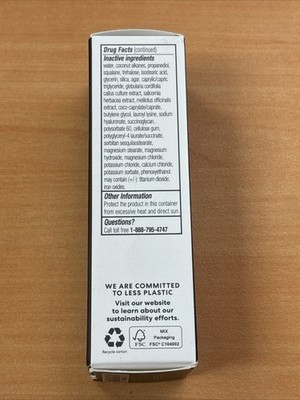 Drug Facts (continued)
Inactive ingredients
water, coconut alkanes, propanediol,
squalane, trehalose, isostearic acid,
glycerin, silica, agar, caprylic/capric
triglyceride, globularia cordifolia
callus culture extract, salicornia
herbacea extract, melilotus officinalis
extract, coco-caprylate/caprate,
butylene glycol, lauroyl lysine, sodium
hyaluronate, succinoglycan,
polysorbate 60, cellulose gum,
polyglyceryl-4 laurate/succinate,
sorbitan sesquiisostearate,
magnesium stearate, magnesium
hydroxide, magnesium chloride,
potassium chloride, calcium chloride,
potassium sorbate, phenoxyethanol
may contain (+/-): titanium dioxide,
iron oxides.
Other Information
Protect the product in this container
from excessive heat and direct sun.
Questions?
Call toll free 1-888-795-4747
WE ARE COMMITTED
TO LESS PLASTIC
Visit our website
to learn about our
sustainability efforts.
Recycle carton
FSC
MIX
Packaging
FSC® C104092